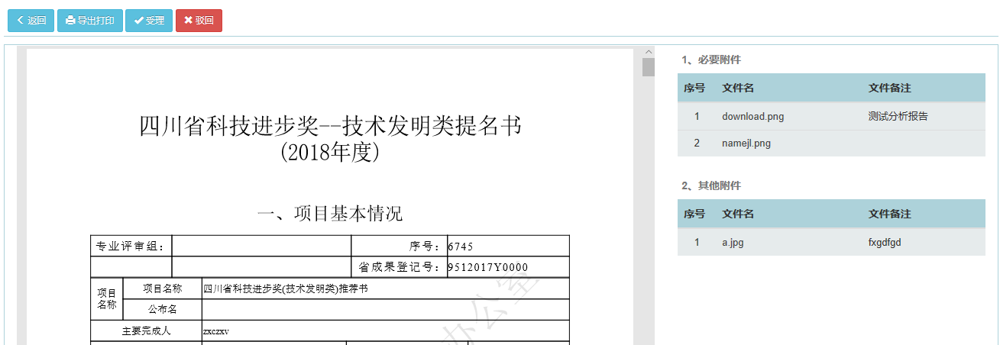 返回 导出打印 受理 驳回
四川省科技进步奖--技术发明类提名书
(2018年度)
一、项目基本情况
专业评审组： 序号： 6745
省成果登记号： 9512017Y0000
项目名称 项目名称 四川省科技进步奖(技术发明类)推荐书
公布名
主要完成人 zxczxv
办公室
1、必要附件
序号 文件名 文件备注
1 download.png 测试分析报告
2 namejl.png
2、其他附件
序号 文件名 文件备注
1 a.jpg fxgdfgd